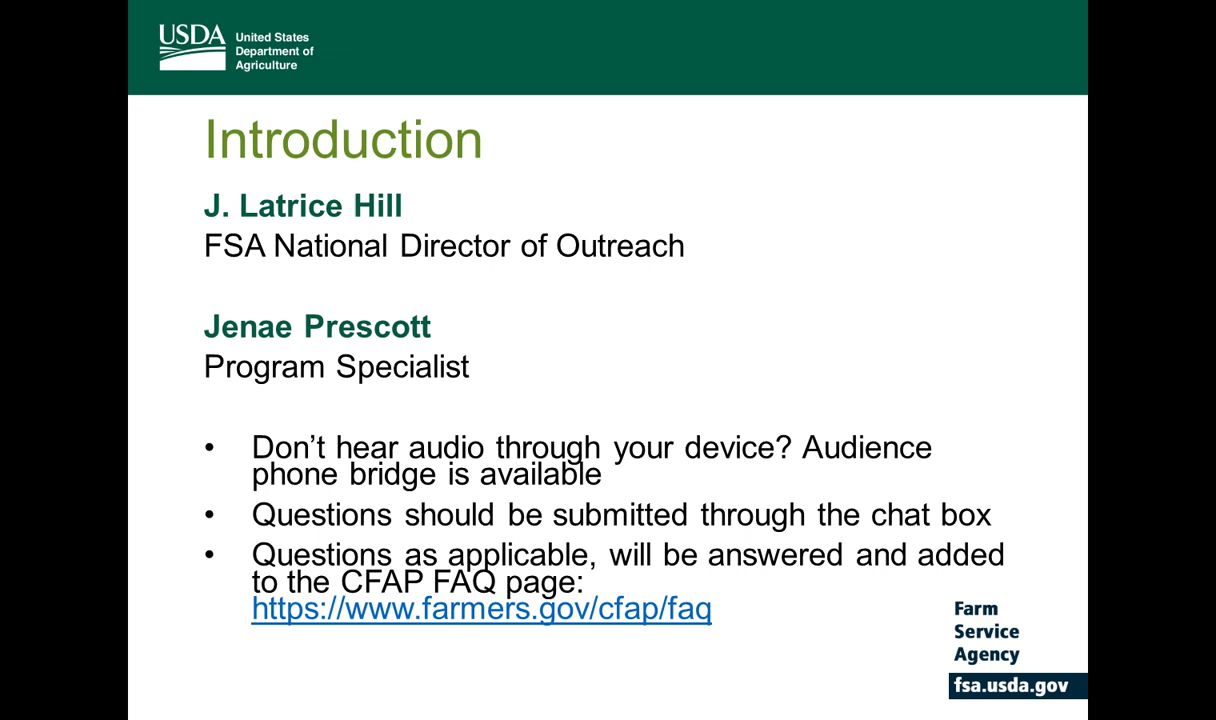 USDA
United States
Department of
Agriculture
Introduction
J. Latrice Hill
FSA National Director of Outreach
Jenae Prescott
Program Specialist
• Don’t hear audio through your device? Audience
phone bridge is available
• Questions should be submitted through the chat box
• Questions as applicable, will be answered and added
to the CFAP FAQ page:
https://www.farmers.gov/cfap/faq
Farm
Service
Agency
fsa.usda.gov